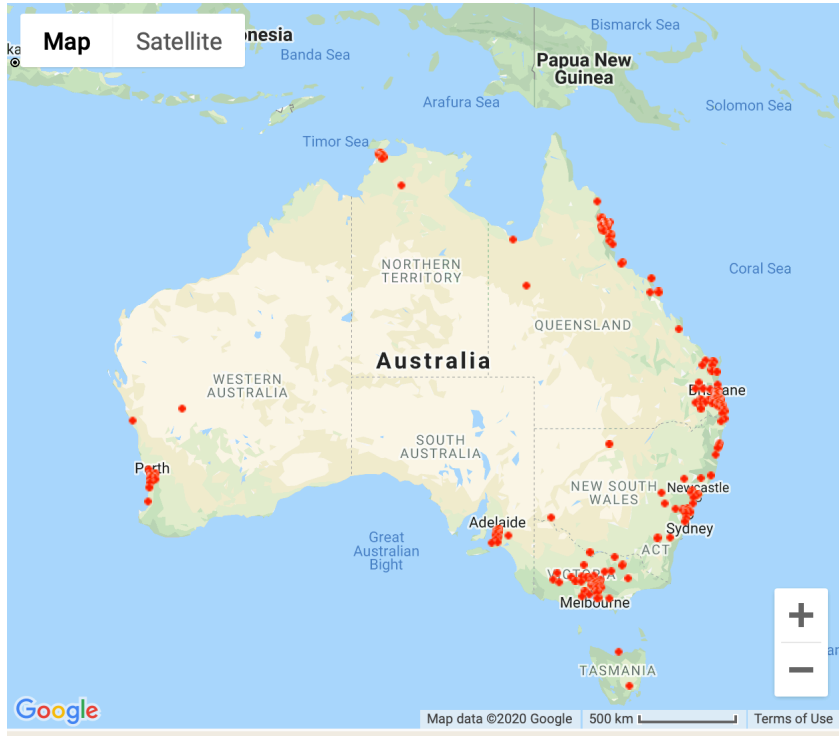 Map
Satellite
onesia
ka
Banda Sea
Bismarck Sea
Papua New
Guinea
Arafura Sea
Solomon Sea
Timor Sea
NORTHERN
TERRITORY
Coral Sea
QUEENSLAND
Australia
WESTERN
AUSTRALIA
Brisbane
SOUTH
AUSTRALIA
Perth
NEW SOUTH
WALES
Newcastle
Adelaide
Sydney
Great
Australian
Bight
ACT
VICTORIA
Melbourne
TASMANIA
+
−
ar
Google
Map data ©2020 Google
500 km
Terms of Use